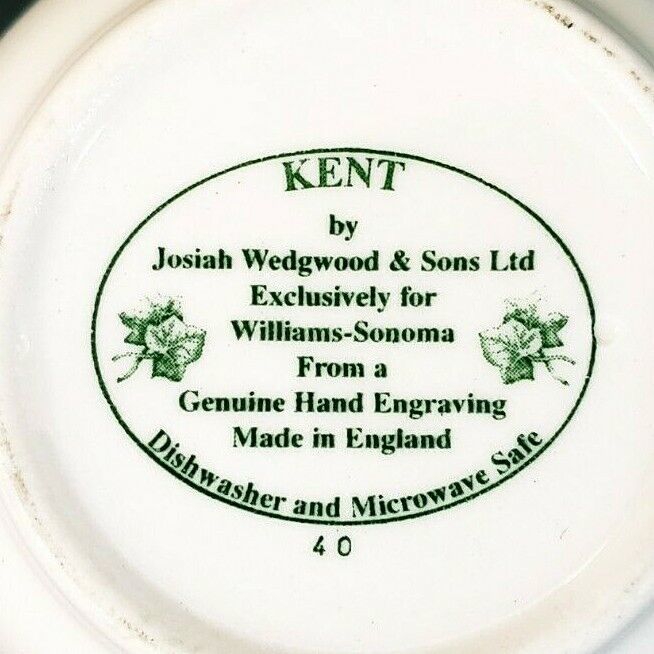 KENT
by
Josiah Wedgwood & Sons Ltd
Exclusively for
Williams-Sonoma
From a
Genuine Hand Engraving
Made in England
Dishwasher and Microwave Safe
40